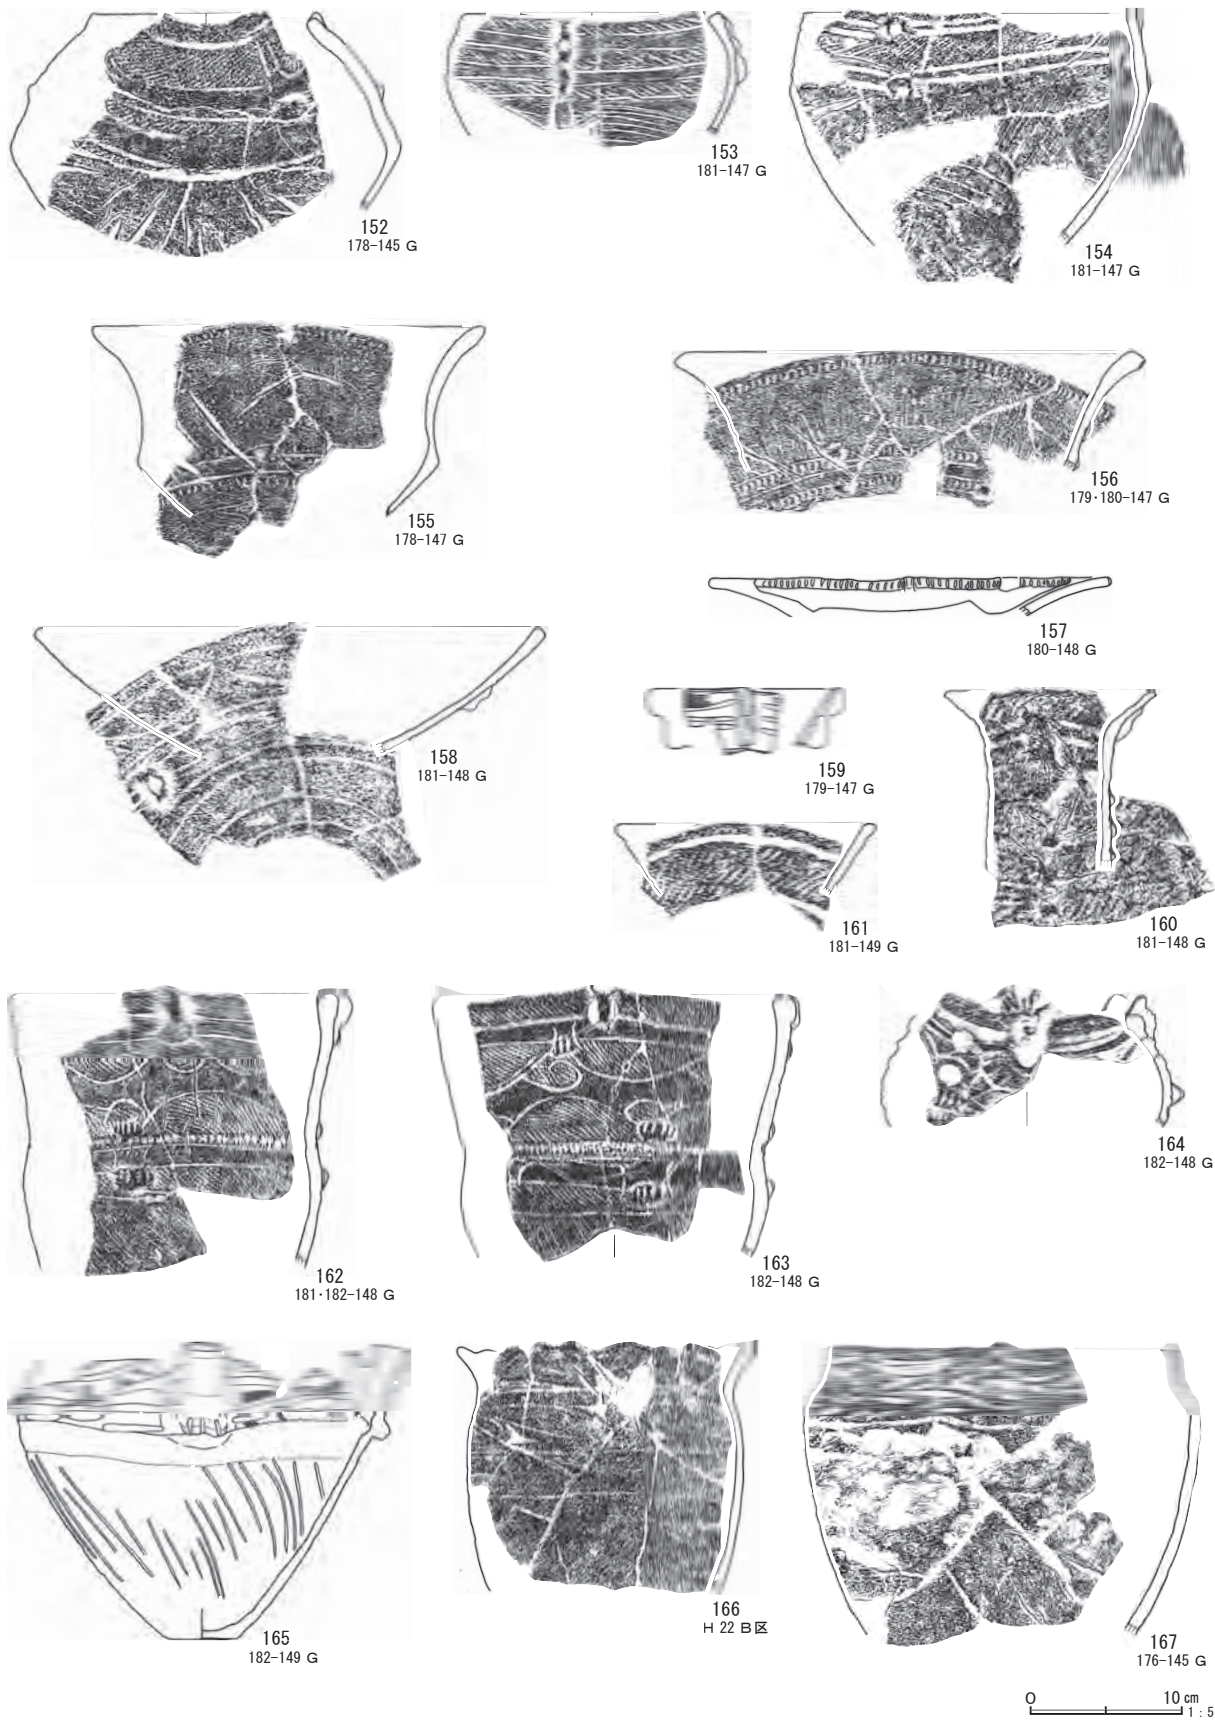 152
178-145 G
153
181-147 G
154
181-147 G
155
178-147 G
156
179・180-147 G
157
180-148 G
158
181-148 G
159
179-147 G
160
181-148 G
161
181-149 G
162
181・182-148 G
163
182-148 G
164
182-148 G
165
182-149 G
166
H 22 B区
167
176-145 G
0 10 cm
1 : 5